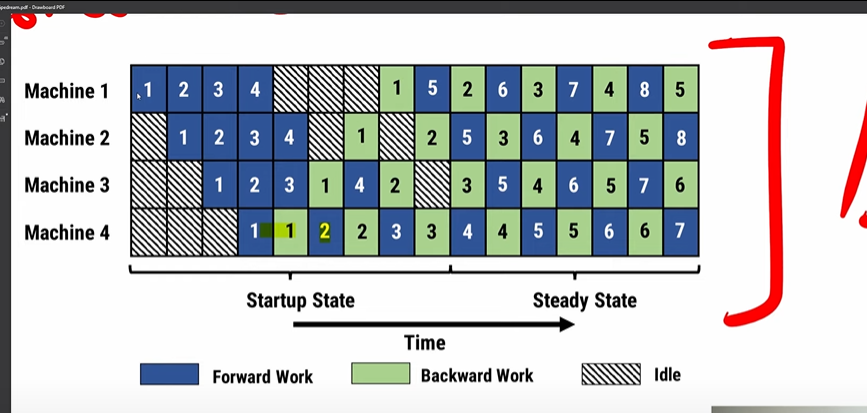 ipedream.pdf - Drawboard PDF
Machine 1 1 2 3 4 1 5 2 6 3 7 4 8 5
Machine 2 1 2 3 4 1 2 5 3 6 4 7 5 8
Machine 3 1 2 3 1 4 2 3 5 4 6 5 7 6
Machine 4 1 1 2 2 3 3 4 4 5 5 6 6 7
Startup State Steady State
Time
Forward Work Backward Work Idle